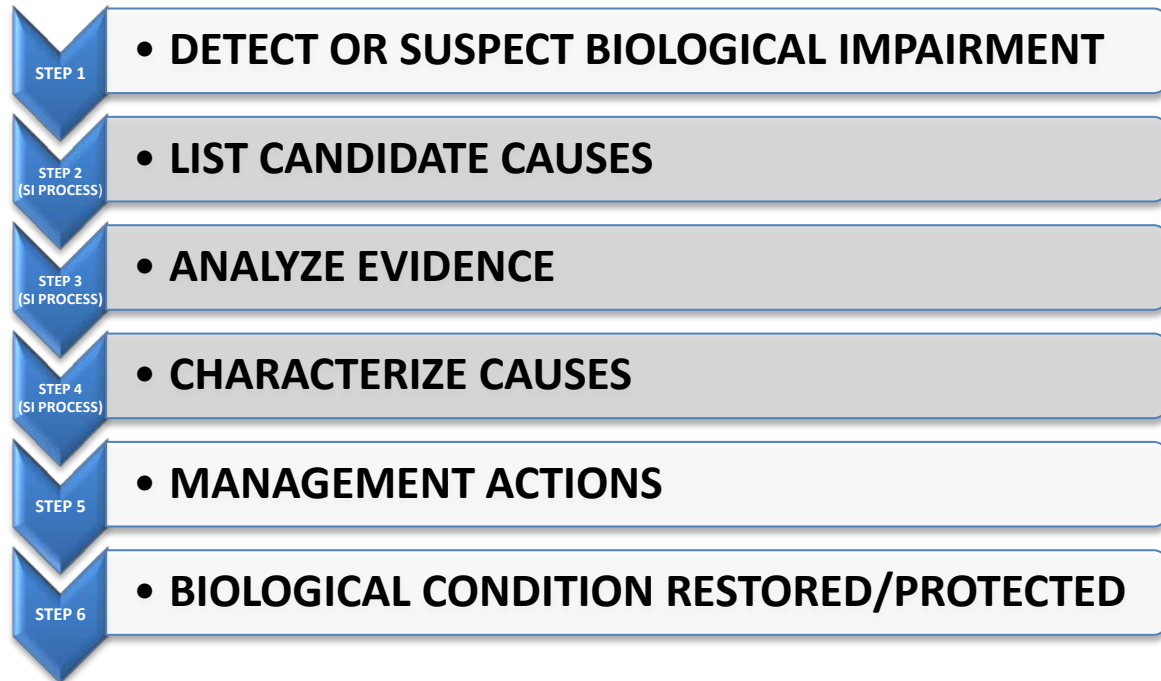 STEP 1
• DETECT OR SUSPECT BIOLOGICAL IMPAIRMENT
STEP 2
(SI PROCESS)
• LIST CANDIDATE CAUSES
STEP 3
(SI PROCESS)
• ANALYZE EVIDENCE
STEP 4
(SI PROCESS)
• CHARACTERIZE CAUSES
STEP 5
• MANAGEMENT ACTIONS
STEP 6
• BIOLOGICAL CONDITION RESTORED/PROTECTED